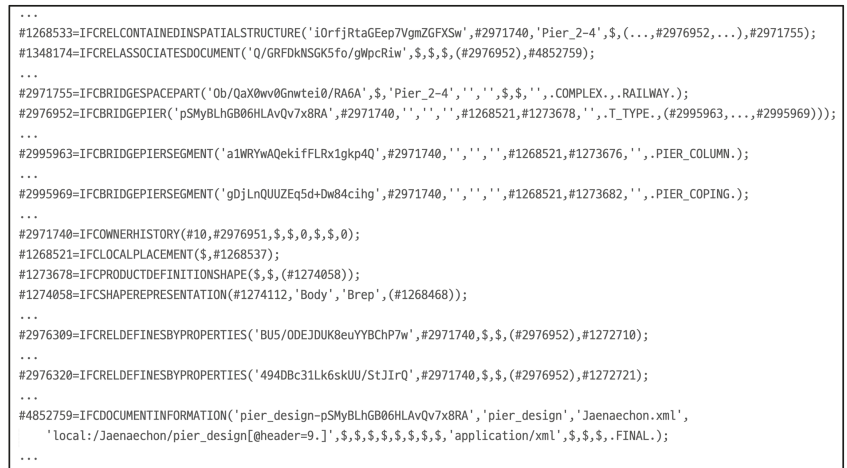 ...
#1268533=IFCRELCONTAINEDINSPATIALSTRUCTURE('iOrfjRtaGEep7VgmZGFXSw',#2971740,'Pier_2-4',$,(...,#2976952,...),#2971755);
#1348174=IFCRELASSOCIATESDOCUMENT('Q/GRFDkNSGK5fo/gWpcRiw',$,$,$,(#2976952),#4852759);
...
#2971755=IFCBRIDGESPACEPART('Ob/QaX0wv0Gnwtei0/RA6A',$,'Pier_2-4','','',$,$,'',.COMPLEX.,.RAILWAY.);
#2976952=IFCBRIDGEPIER('pSMyBLhGB06HLAvQv7x8RA',#2971740,'','','',#1268521,#1273678,'',.T_TYPE.,(#2995963,...,#2995969)));
...
#2995963=IFCBRIDGEPIERSEGMENT('a1WRYwAQekifFLRx1gkp4Q',#2971740,'','','',#1268521,#1273676,'',.PIER_COLUMN.);
...
#2995969=IFCBRIDGEPIERSEGMENT('gDjLnQUUZEq5d+Dw84cihg',#2971740,'','','',#1268521,#1273682,'',.PIER_COPING.);
...
#2971740=IFCOWNERHISTORY(#10,#2976951,$,$,0,$,$,0);
#1268521=IFCLOCALPLACEMENT($,#1268537);
#1273678=IFCPRODUCTDEFINITIONSHAPE($,$,(#1274058));
#1274058=IFCSHAPEREPRESENTATION(#1274112,'Body','Brep',(#1268468));
...
#2976309=IFCRELDEFINESBYPROPERTIES('BU5/ODEJDUK8euYYBChP7w',#2971740,$,$,(#2976952),#1272710);
...
#2976320=IFCRELDEFINESBYPROPERTIES('494DBc31Lk6skUU/StJIrQ',#2971740,$,$,(#2976952),#1272721);
...
#4852759=IFCDOCUMENTINFORMATION('pier_design-pSMyBLhGB06HLAvQv7x8RA','pier_design','Jaenaechon.xml',
'local:/Jaenaechon/pier_design[@header=9.]',$,$,$,$,$,$,$,$,'application/xml',$,$,$,.FINAL.);
...